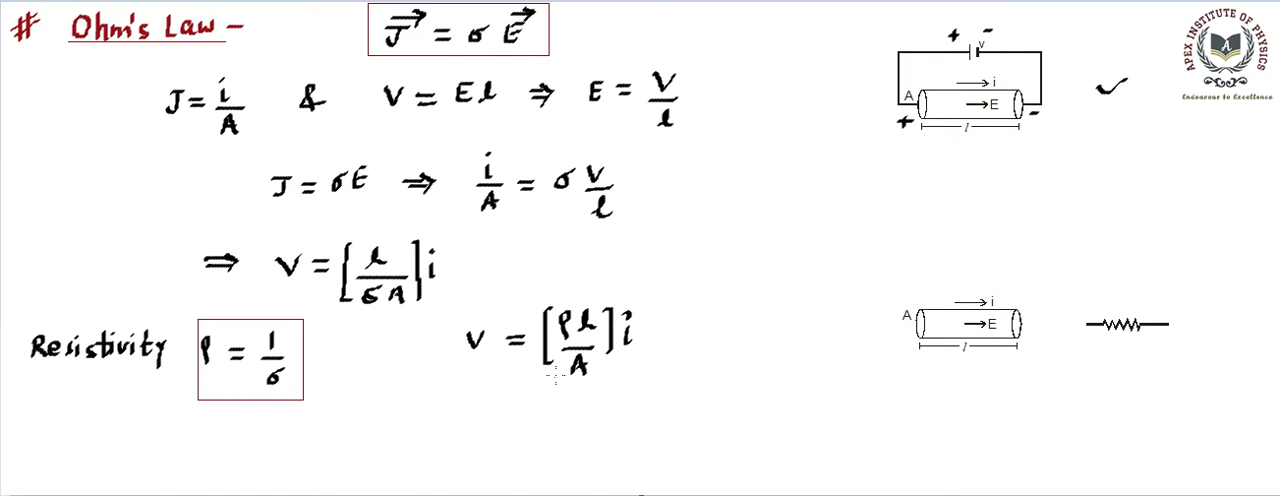 # Ohm's Law -
J⃗ = σ E⃗
J = i/A & V = El ⇒ E = V/l
J = σE ⇒ i/A = σ V/l
⇒ V = [l/σA] i
Resistivity ρ = 1/σ
V = [ρl/A] i
+ -
V
i
A
E
+ -
l
i
A
E
l
APEX INSTITUTE OF PHYSICS
A
Endeavour to Excellence